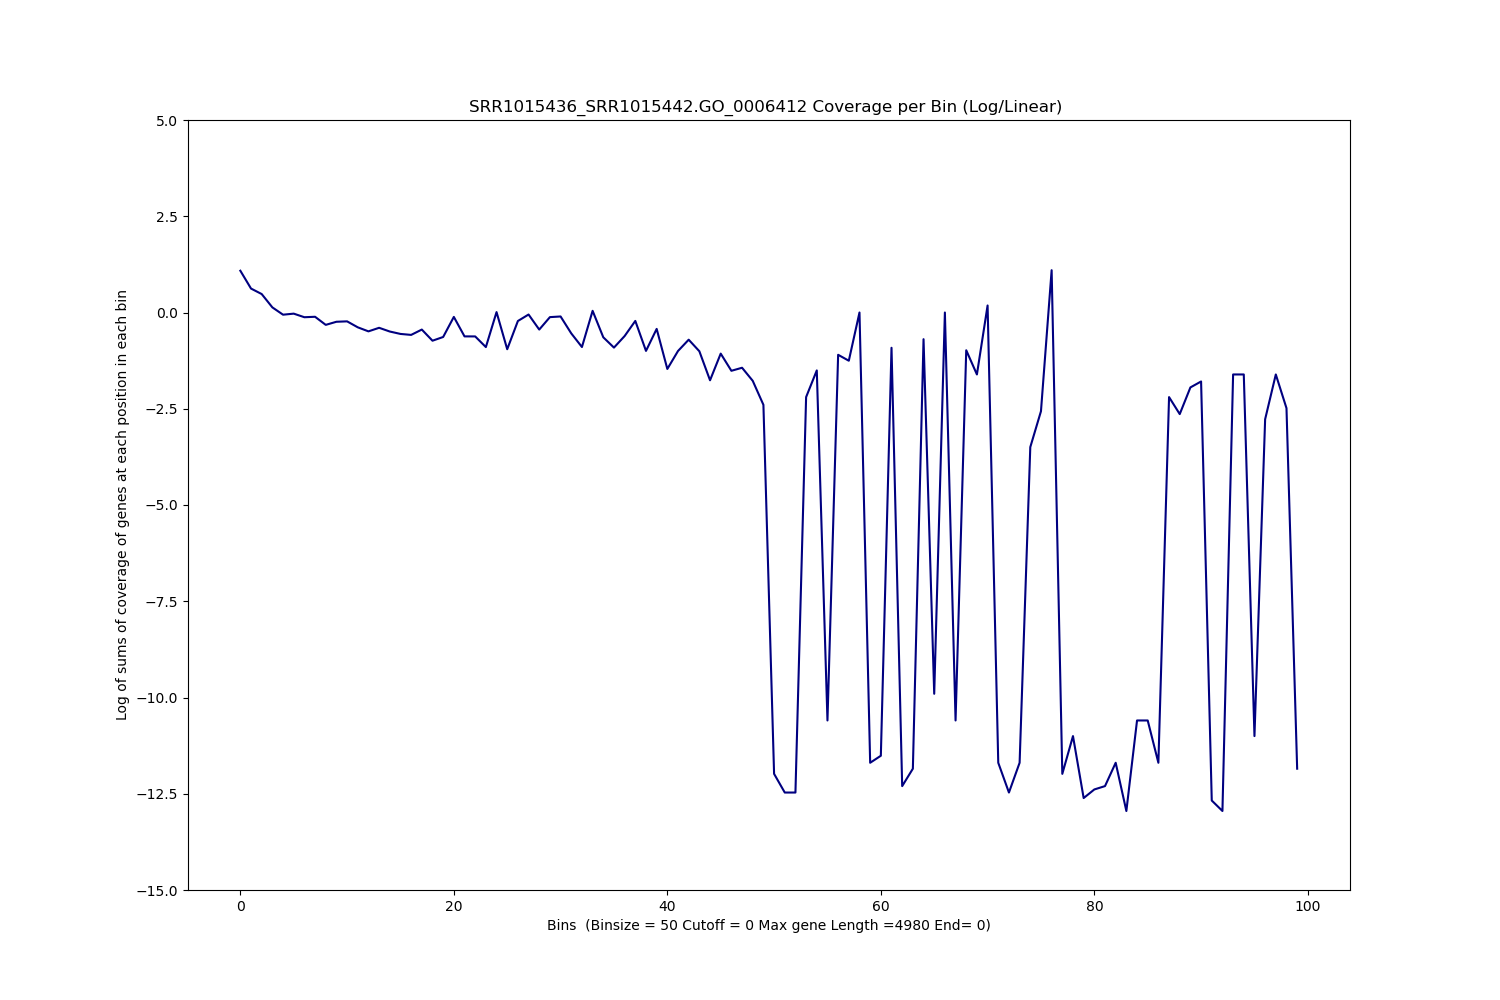 SRR1015436_SRR1015442.GO_0006412 Coverage per Bin (Log/Linear)
Log of sums of coverage of genes at each position in each bin
5.0
2.5
0.0
−2.5
−5.0
−7.5
−10.0
−12.5
−15.0
0 20 40 60 80 100
Bins  (Binsize = 50 Cutoff = 0 Max gene Length =4980 End= 0)